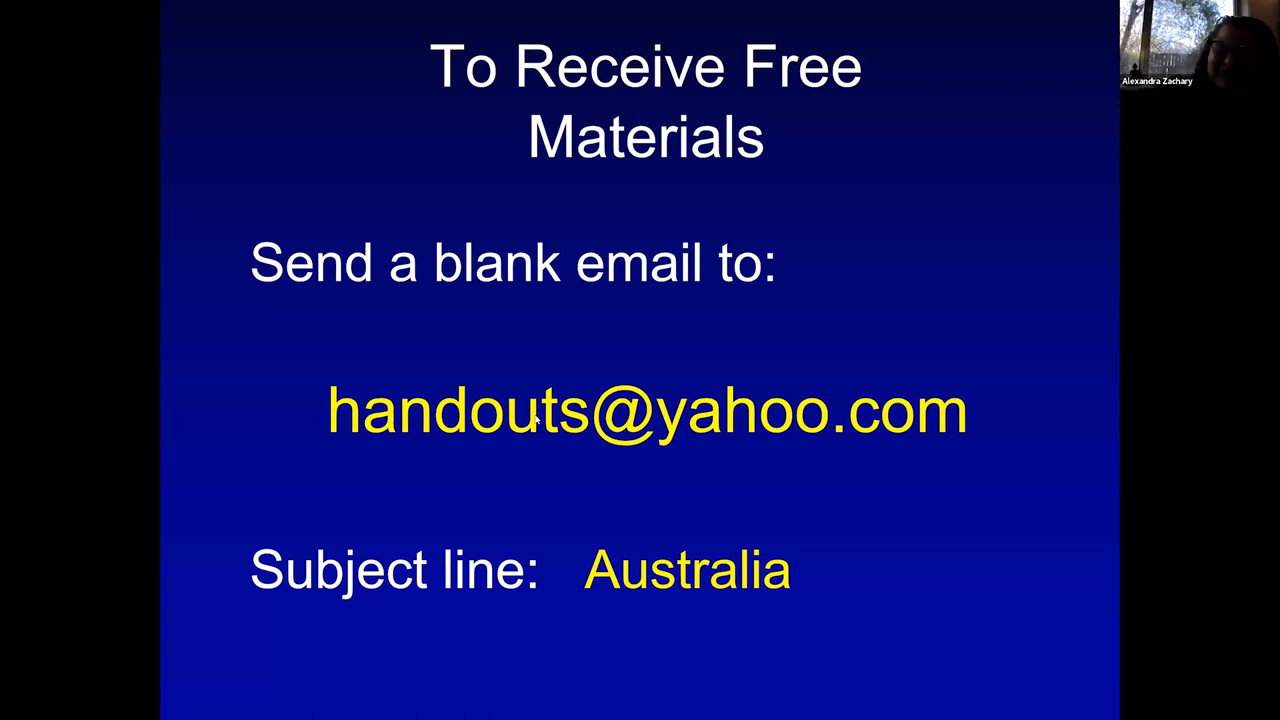 To Receive Free
Materials
Send a blank email to:
handouts@yahoo.com
Subject line: Australia
Alexandra Zachary